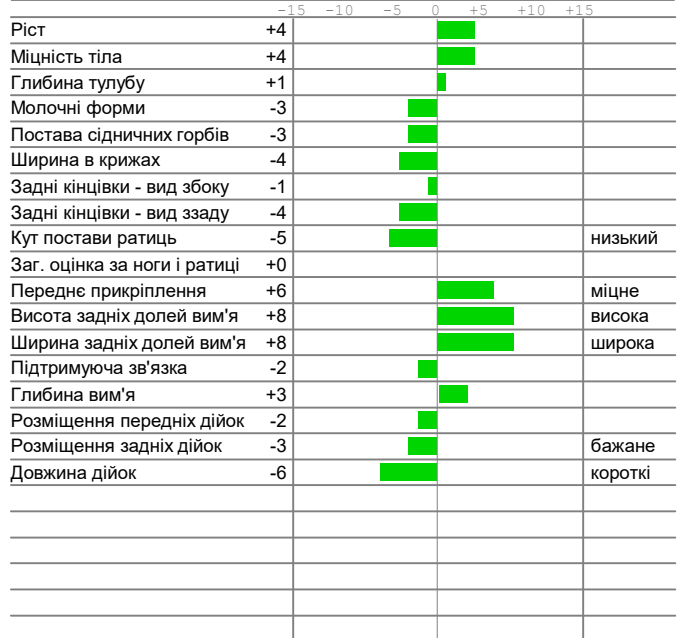 -15 -10 -5 0 +5 +10 +15
Ріст +4
Міцність тіла +4
Глибина тулубу +1
Молочні форми -3
Постава сідничних горбів -3
Ширина в крижах -4
Задні кінцівки - вид збоку -1
Задні кінцівки - вид ззаду -4
Кут постави ратиць -5 низький
Заг. оцінка за ноги і ратиці +0
Переднє прикріплення +6 міцне
Висота задніх долей вим'я +8 висока
Ширина задніх долей вим'я +8 широка
Підтримуюча зв'язка -2
Глибина вим'я +3
Розміщення передніх дійок -2
Розміщення задніх дійок -3 бажане
Довжина дійок -6 короткі